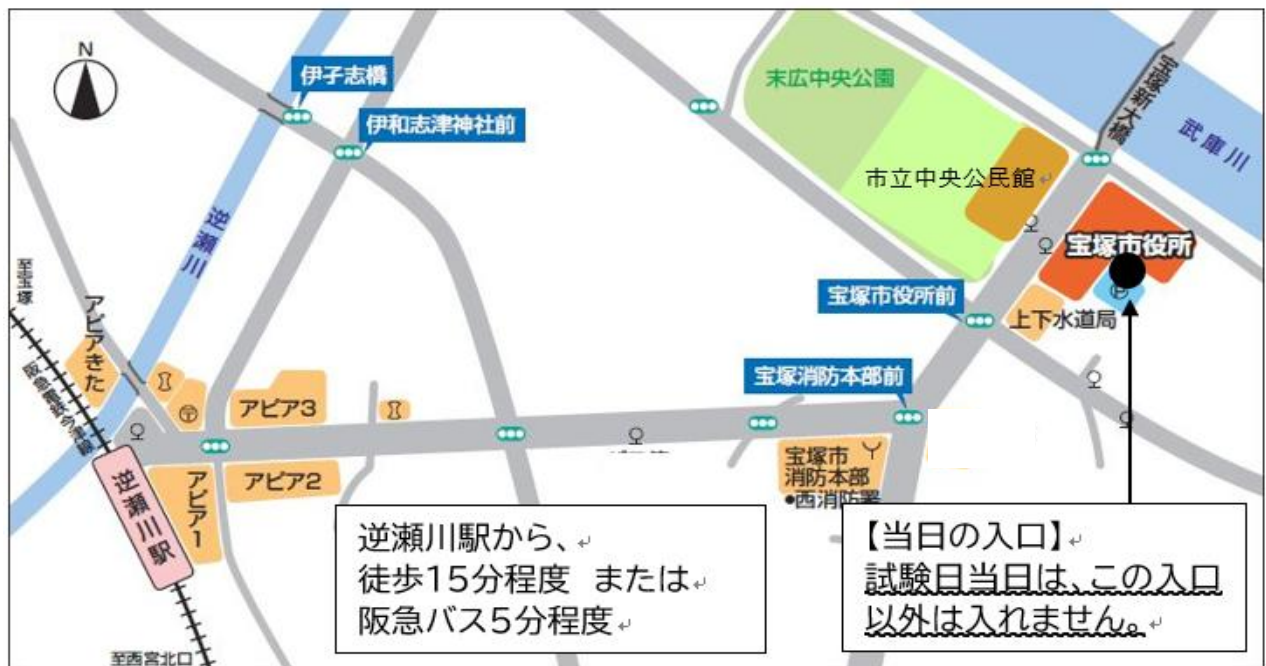 N
伊子志橋
伊和志津神社前
末広中央公園
宝塚新大橋
武庫川
市立中央公民館
宝塚市役所
逆瀬川
至宝塚
アピアきた
阪急電鉄今津線
宝塚市役所前
上下水道局
宝塚消防本部前
アピア3
アピア2
アピア1
逆瀬川駅
宝塚市
消防本部
●西消防署
逆瀬川駅から、
徒歩15分程度 または
阪急バス5分程度
【当日の入口】
試験日当日は、この入口
以外は入れません。
至西宮北口